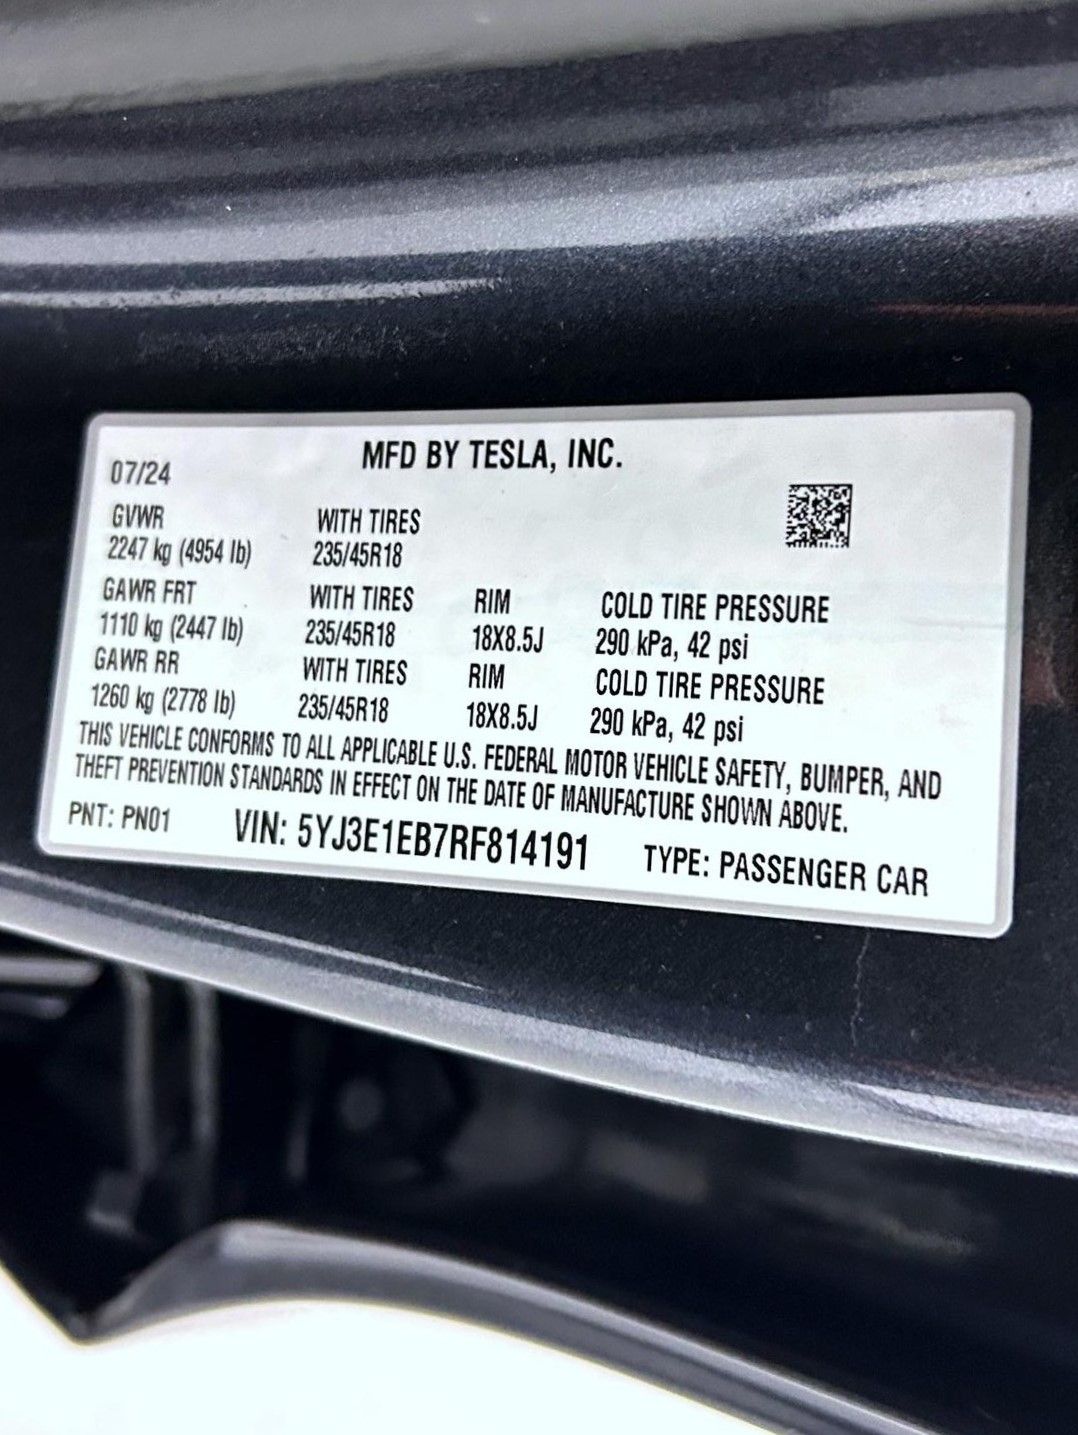 MFD BY TESLA, INC.
07/24
GVWR WITH TIRES
2247 kg (4954 lb) 235/45R18
GAWR FRT WITH TIRES RIM COLD TIRE PRESSURE
1110 kg (2447 lb) 235/45R18 18X8.5J 290 kPa, 42 psi
GAWR RR WITH TIRES RIM COLD TIRE PRESSURE
1260 kg (2778 lb) 235/45R18 18X8.5J 290 kPa, 42 psi
THIS VEHICLE CONFORMS TO ALL APPLICABLE U.S. FEDERAL MOTOR VEHICLE SAFETY, BUMPER, AND
THEFT PREVENTION STANDARDS IN EFFECT ON THE DATE OF MANUFACTURE SHOWN ABOVE.
PNT: PN01 VIN: 5YJ3E1EB7RF814191 TYPE: PASSENGER CAR